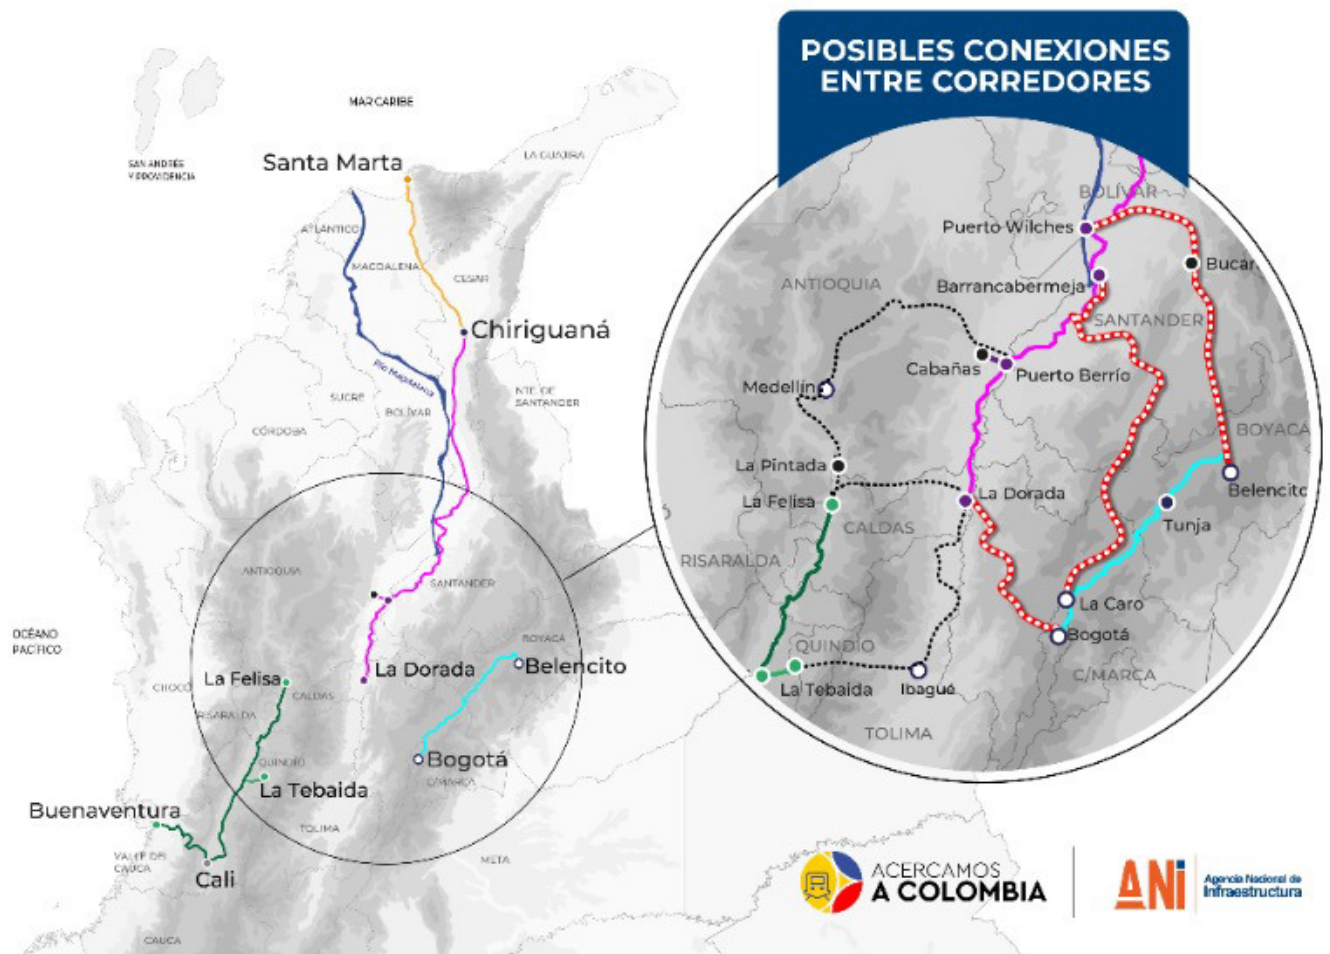 POSIBLES CONEXIONES
ENTRE CORREDORES
MAR CARIBE
SAN ANDRÉS
Y PROVIDENCIA
Santa Marta
LA GUAJIRA
ATLÁNTICO
MAGDALENA
CESAR
Chiriguaná
Río Magdalena
SUCRE
BOLÍVAR
NTE. DE
SANTANDER
CÓRDOBA
ANTIOQUIA
SANTANDER
OCÉANO
PACÍFICO
BOYACÁ
La Felisa
La Dorada
Belencito
CHOCÓ
CALDAS
RISARALDA
Bogotá
QUINDIO
C/MARCA
La Tebaida
Buenaventura
TOLIMA
VALLE DEL
CAUCA
META
Cali
CAUCA
BOLÍVAR
Puerto Wilches
Bucar
ANTIOQUIA
Barrancabermeja
SANTANDER
Cabañas
Puerto Berrío
Medellín
BOYACÁ
La Pintada
Belencito
La Felisa
La Dorada
CALDAS
Tunja
RISARALDA
La Caro
Bogotá
QUINDIO
La Tebaida
Ibagué
C/MARCA
TOLIMA
ACERCAMOS
A COLOMBIA
ANi
Agencia Nacional de
Infraestructura